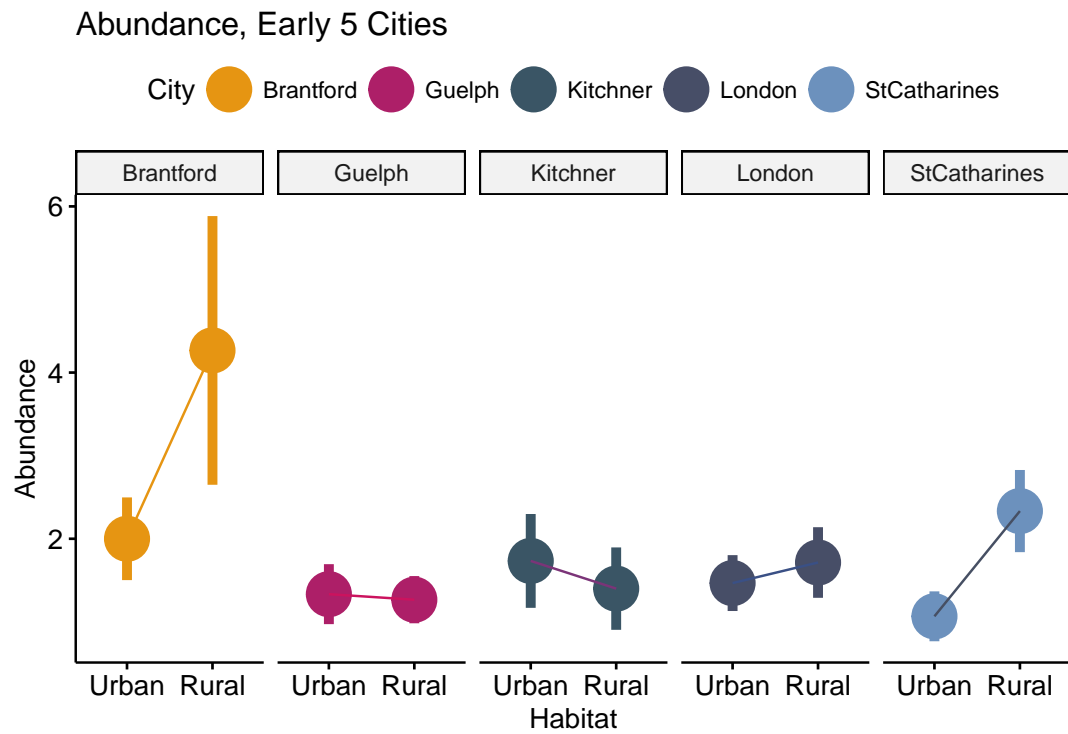 Abundance, Early 5 Cities
City Brantford Guelph Kitchner London StCatharines
Brantford Guelph Kitchner London StCatharines
6
4
2
Abundance
Urban Rural Urban Rural Urban Rural Urban Rural Urban Rural
Habitat